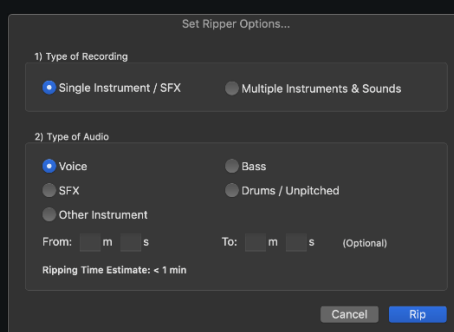 Set Ripper Options...
1) Type of Recording
Single Instrument / SFX
Multiple Instruments & Sounds
2) Type of Audio
Voice
Bass
SFX
Drums / Unpitched
Other Instrument
From: m s To: m s (Optional)
Ripping Time Estimate: < 1 min
Cancel Rip